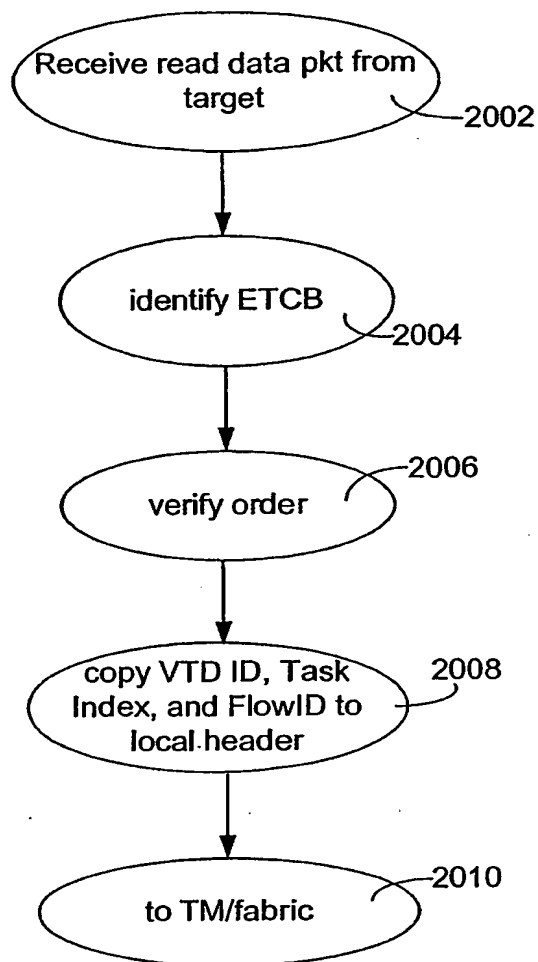 Receive read data pkt from
target
2002
identify ETCB
2004
2006
verify order
copy VTD ID, Task
Index, and FlowID to
local header
2008
to TM/fabric
2010